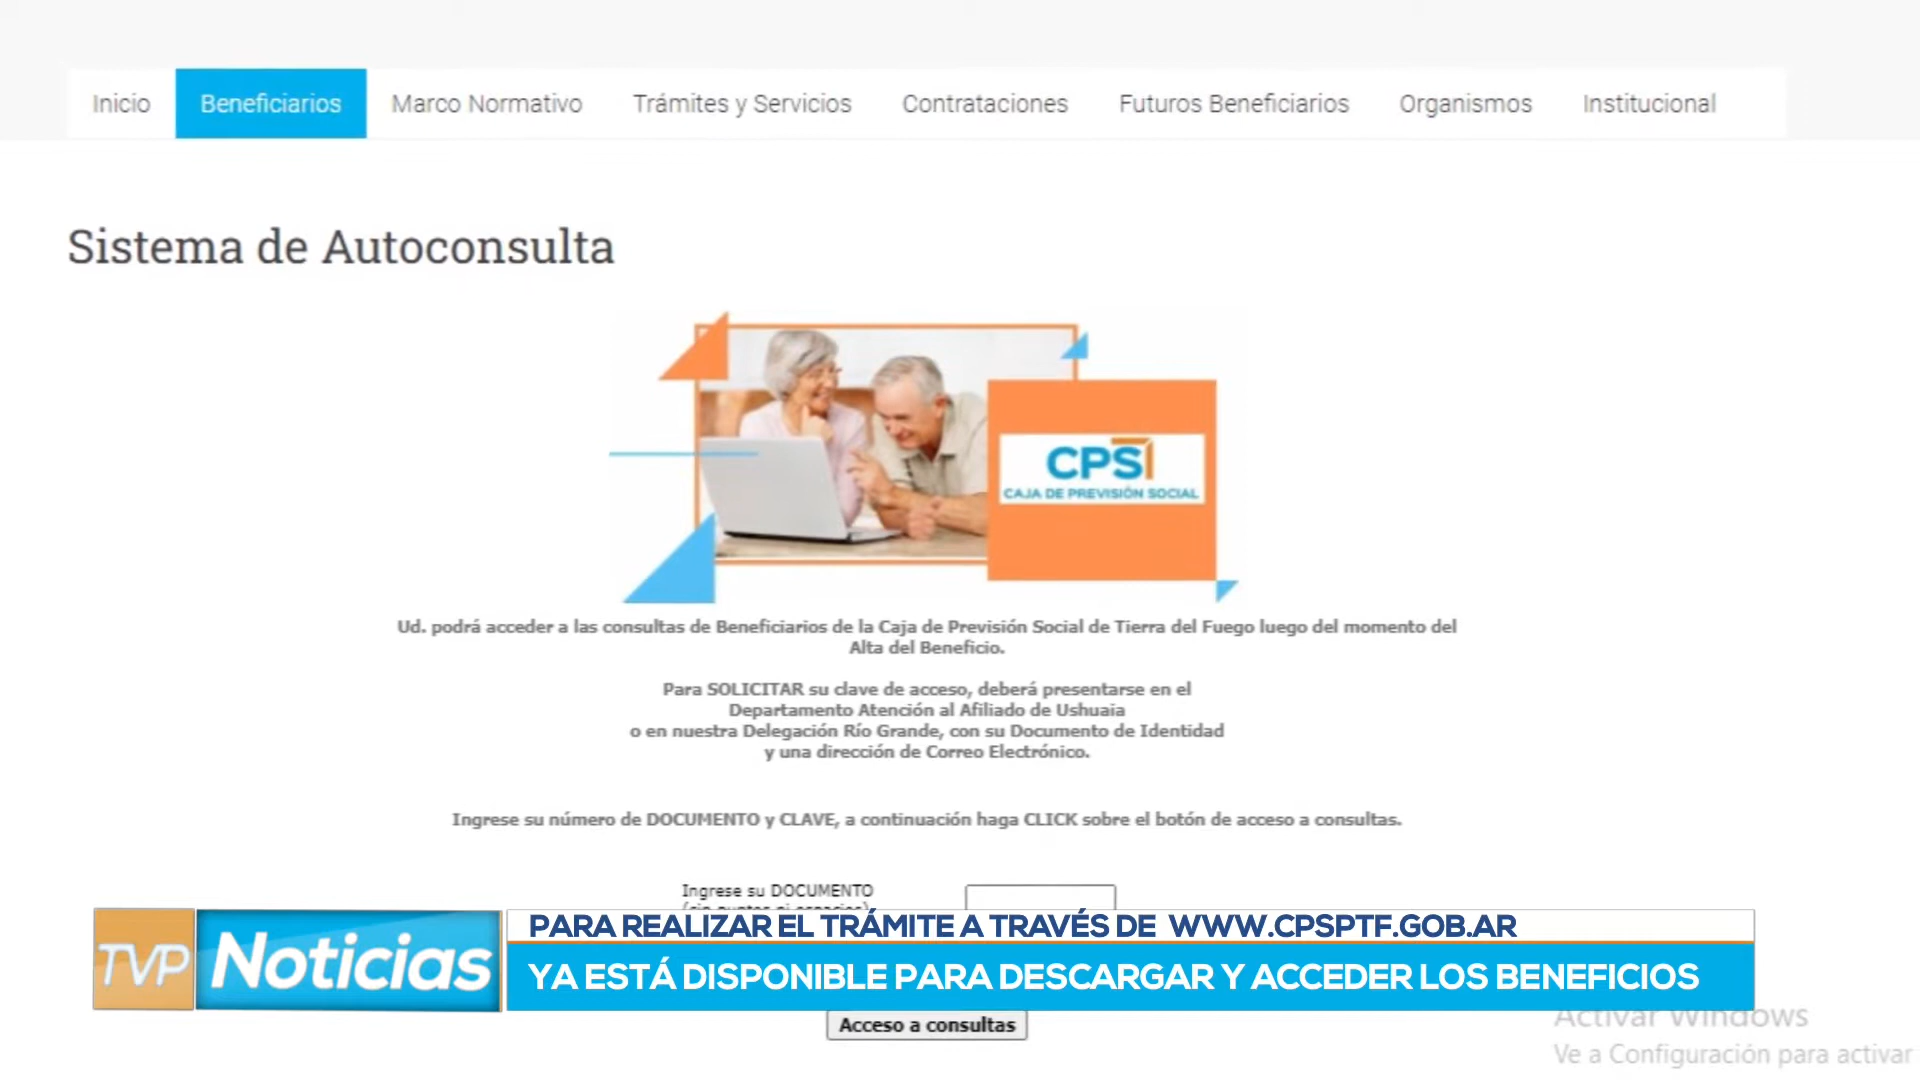 Inicio Beneficiarios Marco Normativo Trámites y Servicios Contrataciones Futuros Beneficiarios Organismos Institucional
Sistema de Autoconsulta
CPS
CAJA DE PREVISIÓN SOCIAL
Ud. podrá acceder a las consultas de Beneficiarios de la Caja de Previsión Social de Tierra del Fuego luego del momento del
Alta del Beneficio.
Para SOLICITAR su clave de acceso, deberá presentarse en el
Departamento Atención al Afiliado de Ushuaia
o en nuestra Delegación Río Grande, con su Documento de Identidad
y una dirección de Correo Electrónico.
Ingrese su número de DOCUMENTO y CLAVE, a continuación haga CLICK sobre el botón de acceso a consultas.
Ingrese su DOCUMENTO
(sin puntos ni espacios)
TVP Noticias
PARA REALIZAR EL TRÁMITE A TRAVÉS DE WWW.CPSPTF.GOB.AR
YA ESTÁ DISPONIBLE PARA DESCARGAR Y ACCEDER LOS BENEFICIOS
Acceso a consultas
Activar Windows
Ve a Configuración para activar